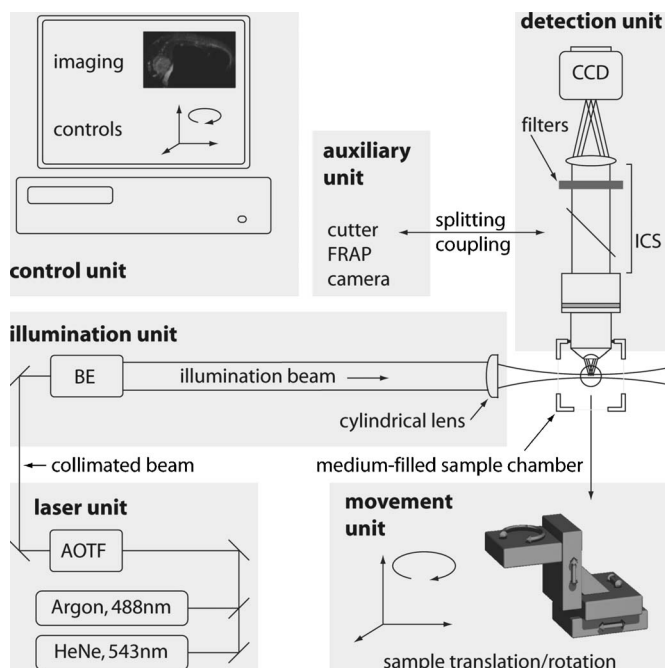 imaging
controls
control unit
auxiliary
unit
cutter
FRAP
camera
splitting
coupling
detection unit
CCD
filters
ICS
illumination unit
BE
illumination beam
cylindrical lens
collimated beam
medium-filled sample chamber
laser unit
AOTF
Argon, 488nm
HeNe, 543nm
movement
unit
sample translation/rotation